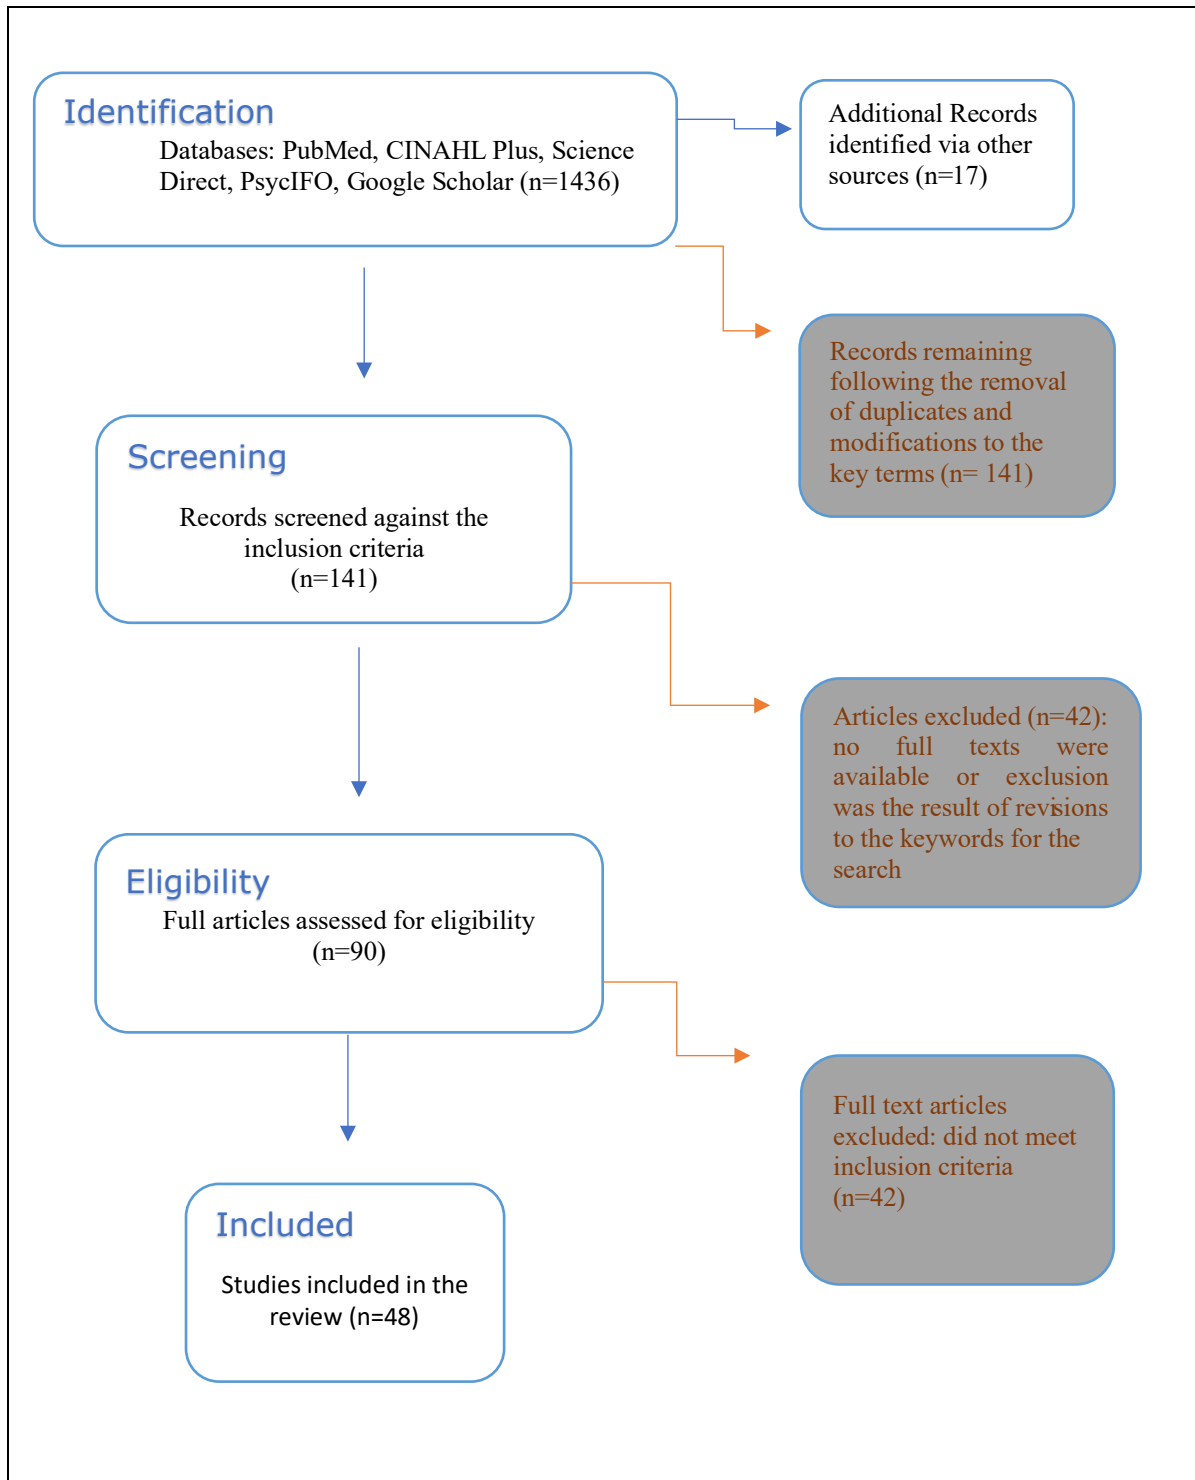 Identification
Databases: PubMed, CINAHL Plus, Science
Direct, PsycIFO, Google Scholar (n=1436)
Additional Records
identified via other
sources (n=17)
Records remaining
following the removal
of duplicates and
modifications to the
key terms (n= 141)
Screening
Records screened against the
inclusion criteria
(n=141)
Articles excluded (n=42):
no full texts were
available or exclusion
was the result of revisions
to the keywords for the
search
Eligibility
Full articles assessed for eligibility
(n=90)
Full text articles
excluded: did not meet
inclusion criteria
(n=42)
Included
Studies included in the
review (n=48)